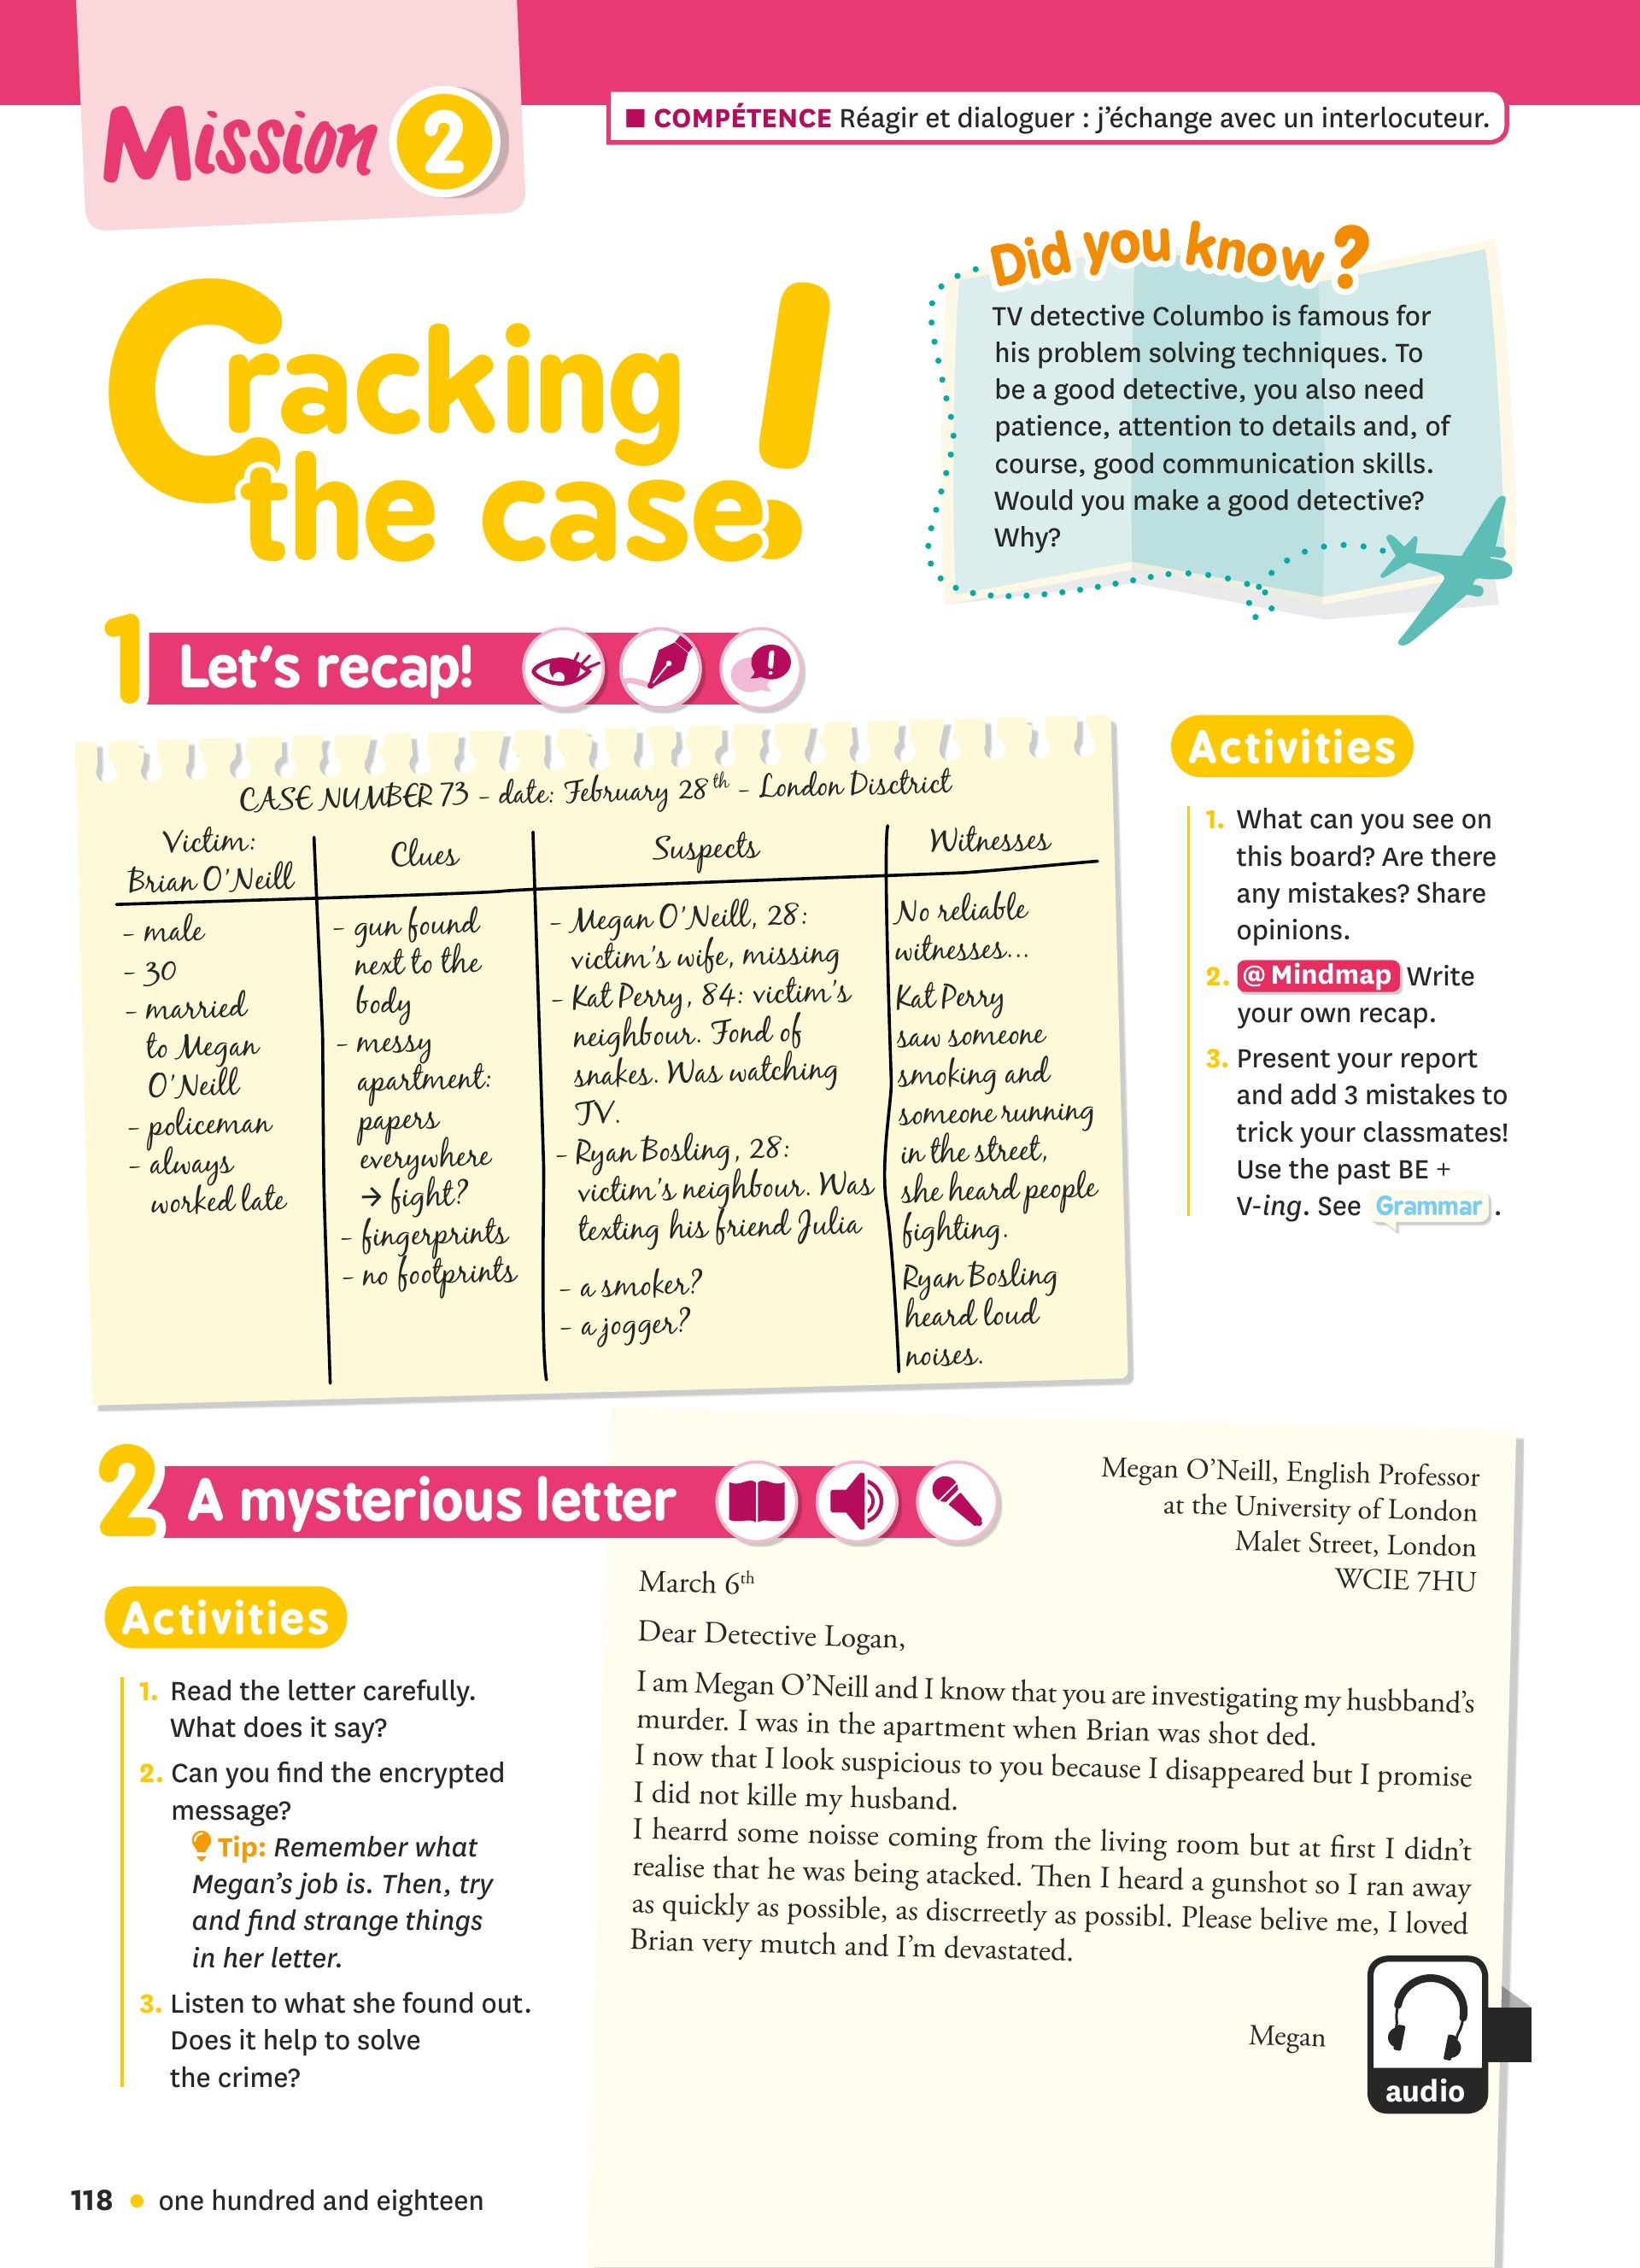 Mission 2
■ COMPÉTENCE Réagir et dialoguer : j'échange avec un interlocuteur.
Cracking
the case!
Did you know?
TV detective Columbo is famous for
his problem solving techniques. To
be a good detective, you also need
patience, attention to details and, of
course, good communication skills.
Would you make a good detective?
Why?
1 Let's recap!
CASE NUMBER 73 – date: February 28th – London Disctrict
Victim:
Brian O'Neill
- male
- 30
- married
to Megan
O'Neill
- policeman
- always
worked late
Clues
- gun found
next to the
body
- messy
apartment:
papers
everywhere
→ fight?
- fingerprints
- no footprints
Suspects
- Megan O'Neill, 28:
victim's wife, missing
- Kat Perry, 84: victim's
neighbour. Fond of
snakes. Was watching
TV.
- Ryan Bosling, 28:
victim's neighbour. Was
texting his friend Julia
- a smoker?
- a jogger?
Witnesses
No reliable
witnesses...
Kat Perry
saw someone
smoking and
someone running
in the street,
she heard people
fighting.
Ryan Bosling
heard loud
noises.
Activities
1. What can you see on
this board? Are there
any mistakes? Share
opinions.
2. @ Mindmap Write
your own recap.
3. Present your report
and add 3 mistakes to
trick your classmates!
Use the past BE +
V-ing. See Grammar.
2 A mysterious letter
Activities
1. Read the letter carefully.
What does it say?
2. Can you find the encrypted
message?
Tip: Remember what
Megan's job is. Then, try
and find strange things
in her letter.
3. Listen to what she found out.
Does it help to solve
the crime?
Megan O'Neill, English Professor
at the University of London
Malet Street, London
WCIE 7HU
March 6th
Dear Detective Logan,
I am Megan O'Neill and I know that you are investigating my husbband's
murder. I was in the apartment when Brian was shot ded.
I now that I look suspicious to you because I disappeared but I promise
I did not kille my husband.
I hearrd some noisse coming from the living room but at first I didn't
realise that he was being atacked. Then I heard a gunshot so I ran away
as quickly as possible, as discrreetly as possibl. Please belive me, I loved
Brian very mutch and I'm devastated.
Megan
audio
118 • one hundred and eighteen